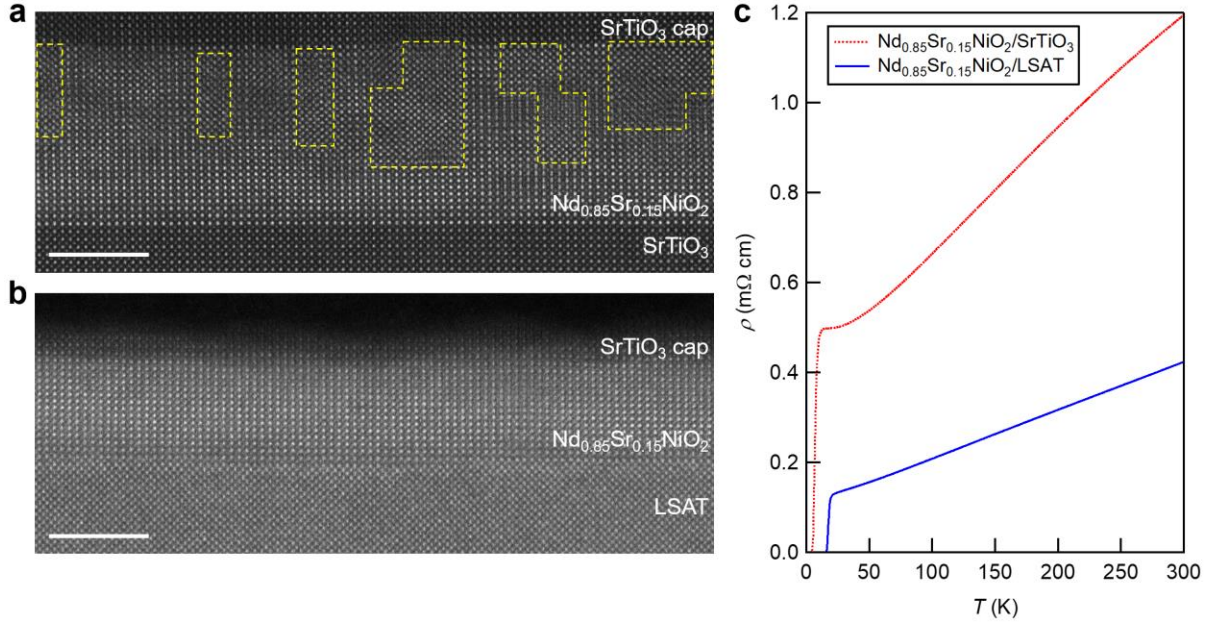 a
SrTiO₃ cap
Nd₀.₈₅Sr₀.₁₅NiO₂
SrTiO₃
b
SrTiO₃ cap
Nd₀.₈₅Sr₀.₁₅NiO₂
LSAT
c
Nd₀.₈₅Sr₀.₁₅NiO₂/SrTiO₃
Nd₀.₈₅Sr₀.₁₅NiO₂/LSAT
1.2
1.0
0.8
0.6
0.4
0.2
0.0
ρ (mΩ cm)
0 50 100 150 200 250 300
T (K)